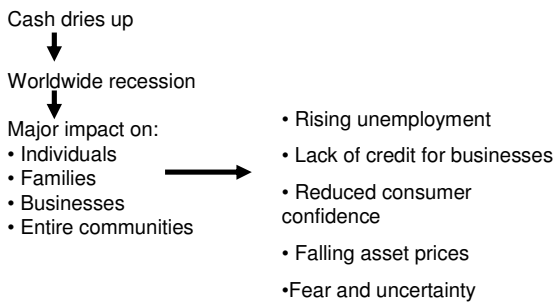 Cash dries up
Worldwide recession
Major impact on:
• Individuals
• Families
• Businesses
• Entire communities
• Rising unemployment
• Lack of credit for businesses
• Reduced consumer
confidence
• Falling asset prices
•Fear and uncertainty